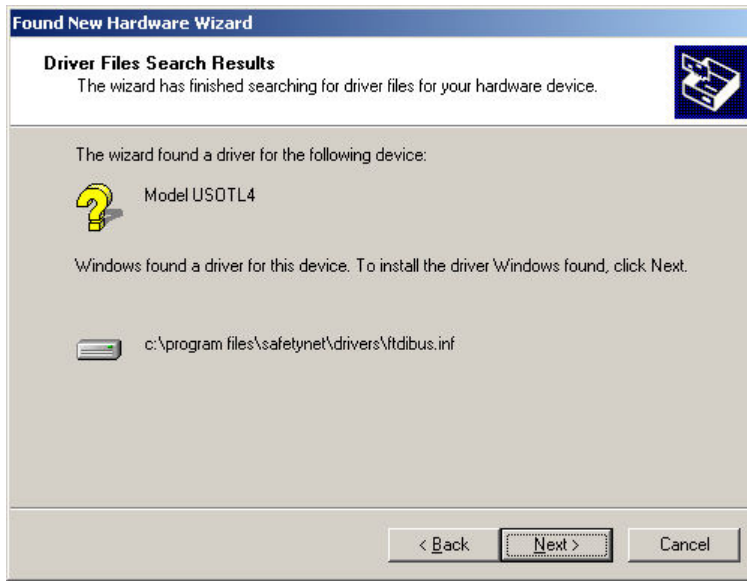 Found New Hardware Wizard
Driver Files Search Results
The wizard has finished searching for driver files for your hardware device.
The wizard found a driver for the following device:
Model USOTL4
Windows found a driver for this device. To install the driver Windows found, click Next.
c:\program files\safetynet\drivers\ftdibus.inf
< Back
Next >
Cancel